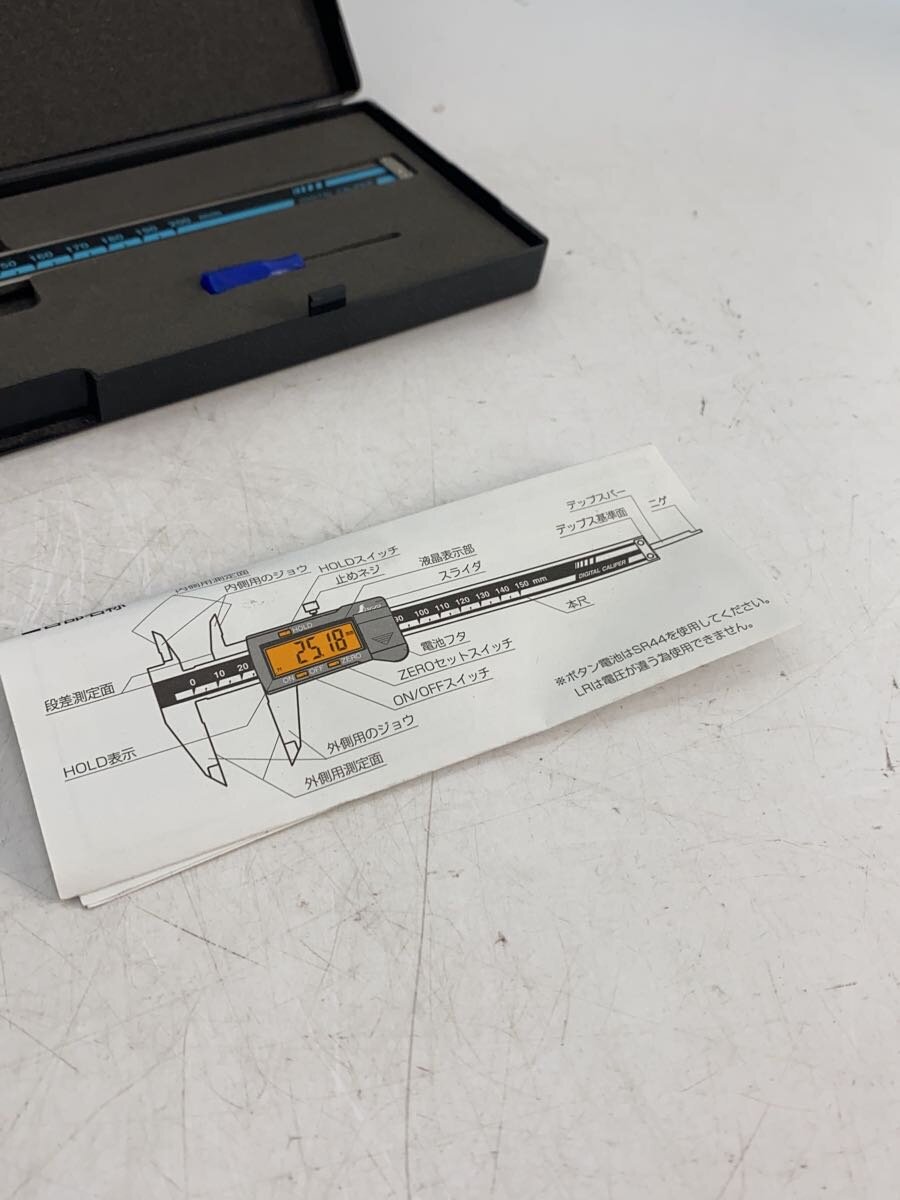 160 170 180 190 200 mm
DIGITAL CALIPER
デップスバー
ニゲ
デップス基準面
HOLDスイッチ
液晶表示部
内側用測定面
内側用のジョウ
止めネジ
スライダ
DIGITAL CALIPER
90 100 110 120 130 140 150 mm
本尺
HOLD
25.18 mm
ON OFF ZERO
0 10 20
電池フタ
ZEROセットスイッチ
ON/OFFスイッチ
段差測定面
HOLD表示
外側用のジョウ
外側用測定面
※ボタン電池はSR44を使用してください。
LRは電圧が違う為使用できません。